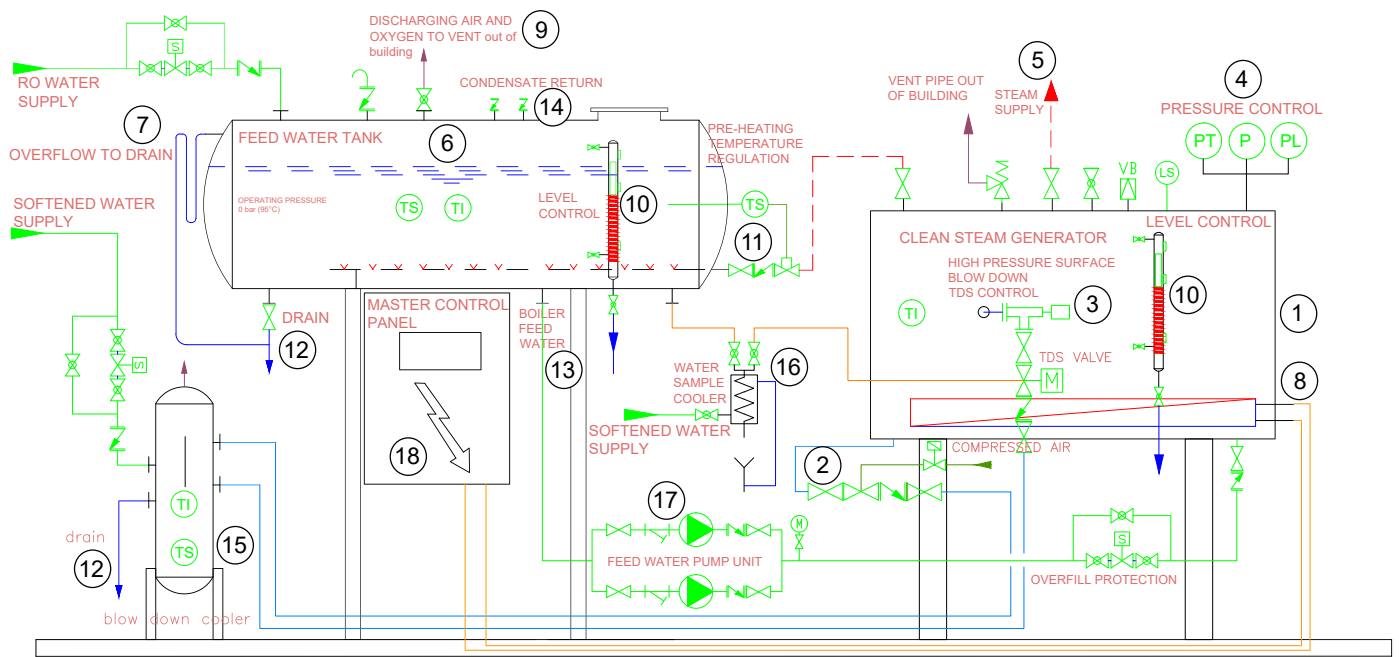 DISCHARGING AIR AND
OXYGEN TO VENT out of
building
9
S
RO WATER
SUPPLY
CONDENSATE RETURN
14
VENT PIPE OUT
OF BUILDING
5
STEAM
SUPPLY
4
PRESSURE CONTROL
PT
P
PL
7
OVERFLOW TO DRAIN
FEED WATER TANK
6
PRE-HEATING
TEMPERATURE
REGULATION
VB
LS
SOFTENED WATER
SUPPLY
OPERATING PRESSURE
0 bar (95°C)
TS
TI
LEVEL
CONTROL
10
TS
11
LEVEL CONTROL
CLEAN STEAM GENERATOR
HIGH PRESSURE SURFACE
BLOW DOWN
TDS CONTROL
3
10
TI
1
DRAIN
12
MASTER CONTROL
PANEL
BOILER
FEED
WATER
13
WATER
SAMPLE
COOLER
16
TDS VALVE
M
8
S
SOFTENED WATER
SUPPLY
COMPRESSED AIR
2
18
TI
TS
15
drain
12
blow down cooler
17
FEED WATER PUMP UNIT
M
S
OVERFILL PROTECTION